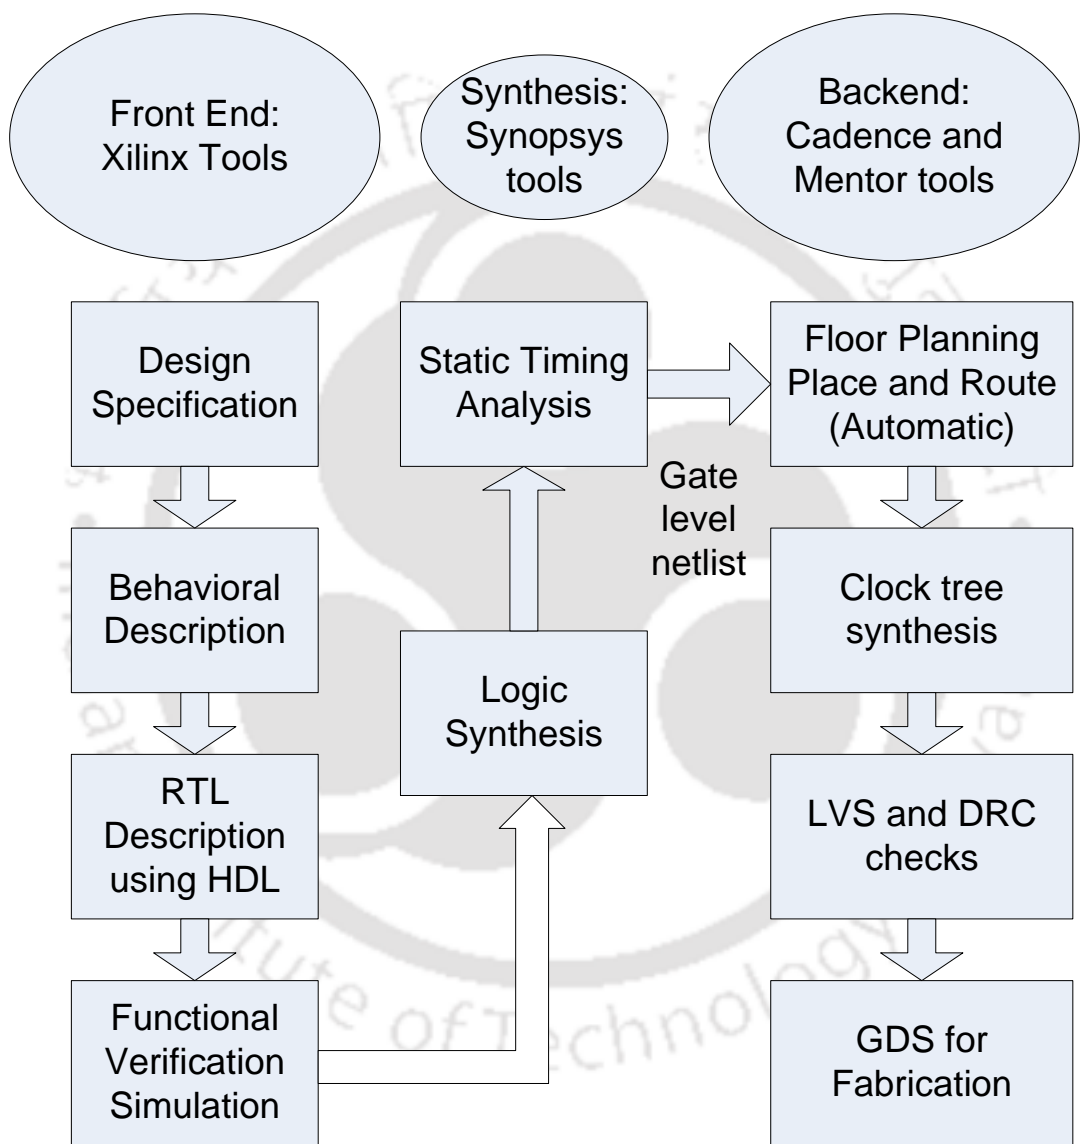 Front End:
Xilinx Tools
Synthesis:
Synopsys
tools
Backend:
Cadence and
Mentor tools
Design
Specification
Behavioral
Description
RTL
Description
using HDL
Functional
Verification
Simulation
Static Timing
Analysis
Logic
Synthesis
Gate
level
netlist
Floor Planning
Place and Route
(Automatic)
Clock tree
synthesis
LVS and DRC
checks
GDS for
Fabrication
of Technology